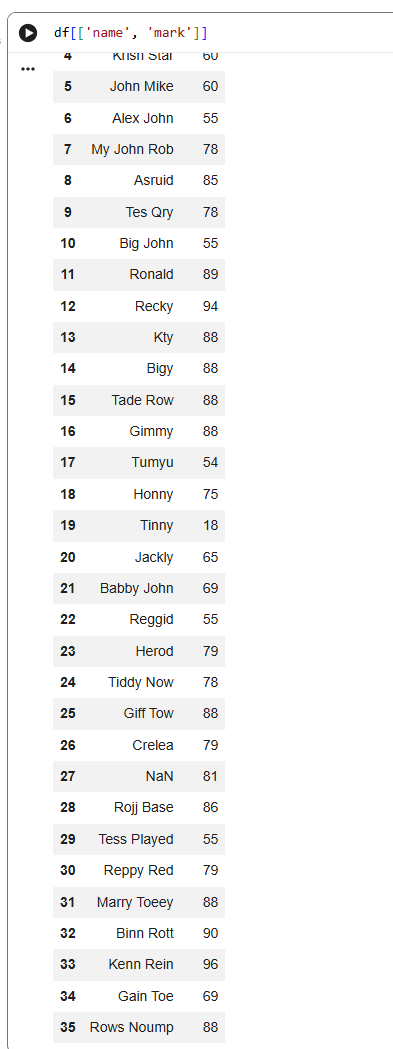 df[['name', 'mark']]
4 Krish Star 60
5 John Mike 60
6 Alex John 55
7 My John Rob 78
8 Asruid 85
9 Tes Qry 78
10 Big John 55
11 Ronald 89
12 Recky 94
13 Kty 88
14 Bigy 88
15 Tade Row 88
16 Gimmy 88
17 Tumyu 54
18 Honny 75
19 Tinny 18
20 Jackly 65
21 Babby John 69
22 Reggid 55
23 Herod 79
24 Tiddy Now 78
25 Giff Tow 88
26 Crelea 79
27 NaN 81
28 Rojj Base 86
29 Tess Played 55
30 Reppy Red 79
31 Marry Toeey 88
32 Binn Rott 90
33 Kenn Rein 96
34 Gain Toe 69
35 Rows Noump 88